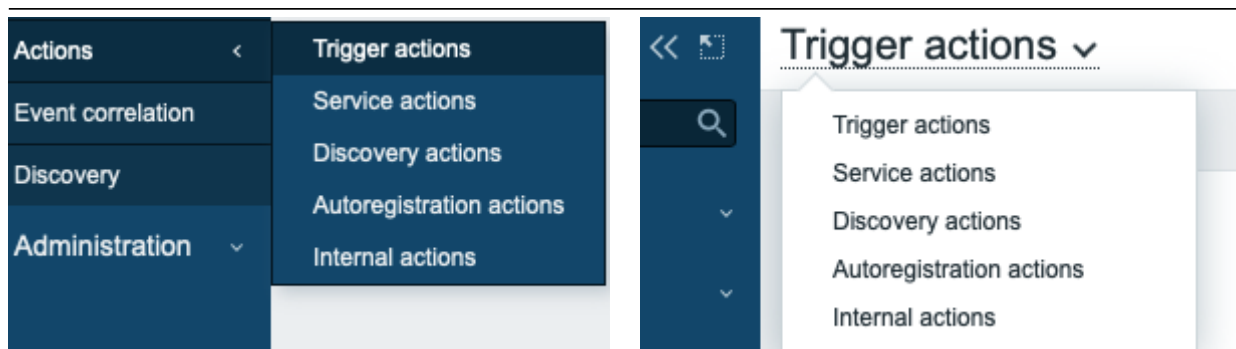 Actions
Event correlation
Discovery
Administration
Trigger actions
Service actions
Discovery actions
Autoregistration actions
Internal actions
Trigger actions
Trigger actions
Service actions
Discovery actions
Autoregistration actions
Internal actions